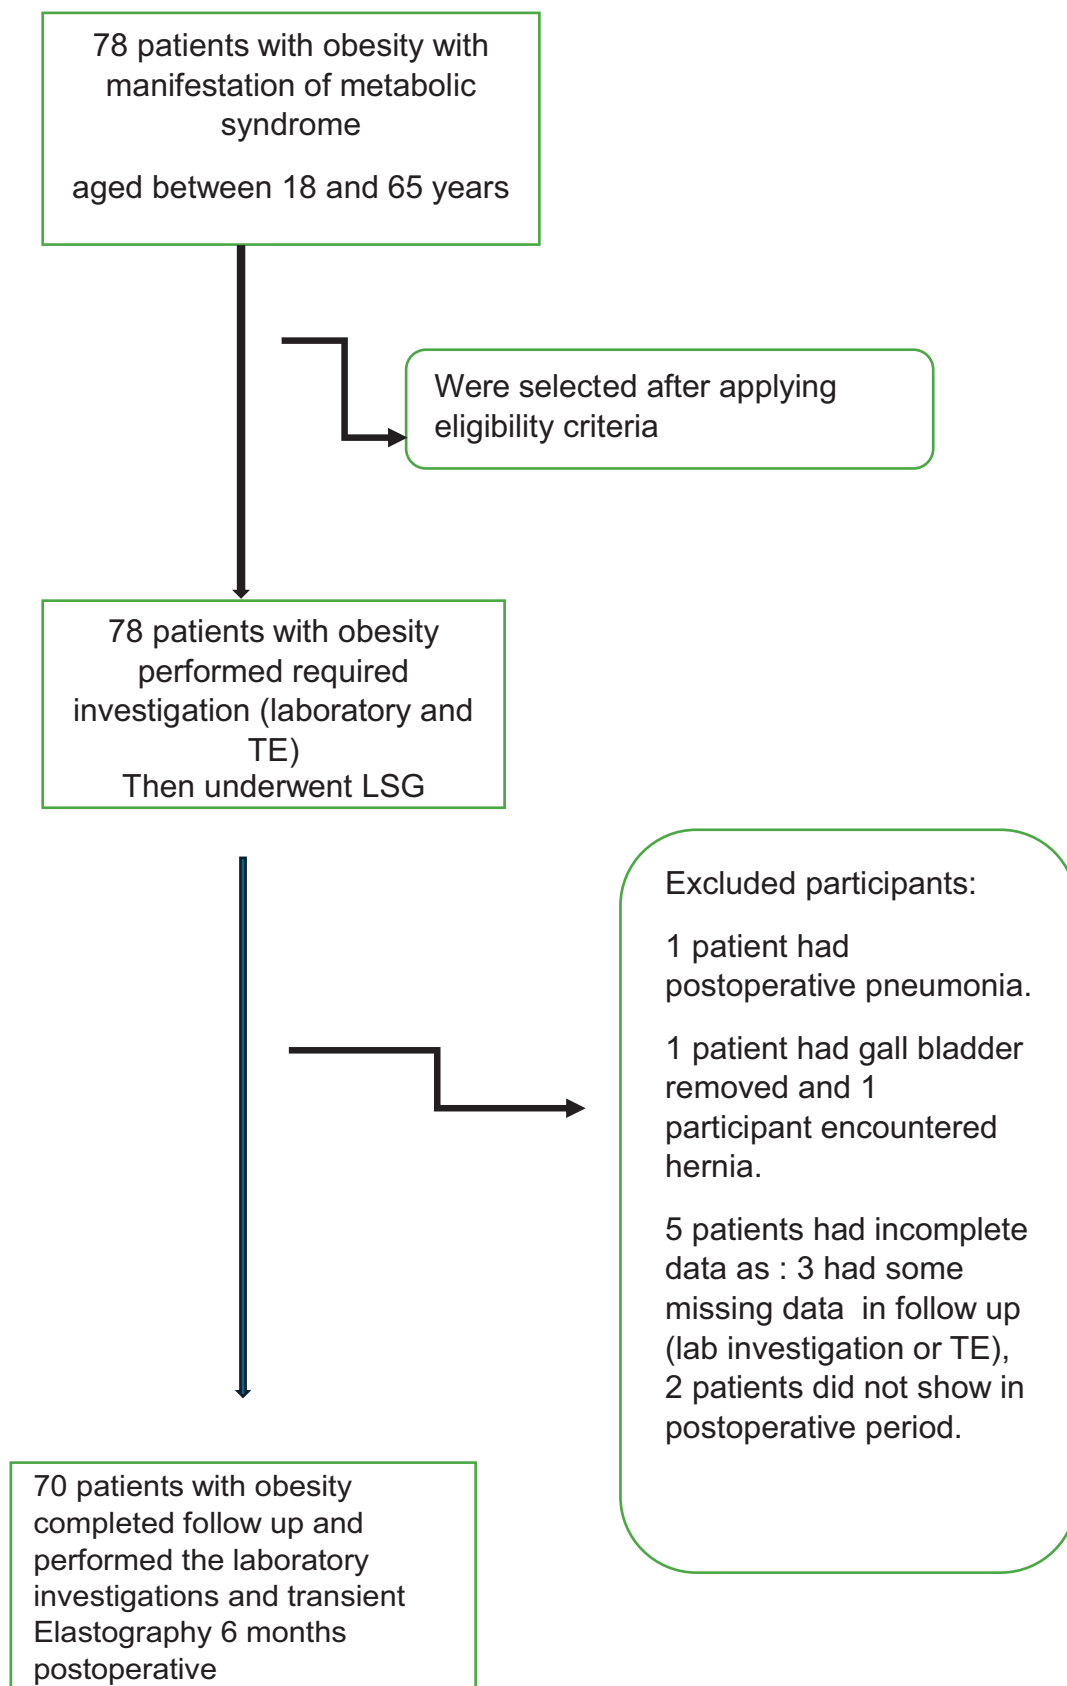 78 patients with obesity with
manifestation of metabolic
syndrome
aged between 18 and 65 years
Were selected after applying
eligibility criteria
78 patients with obesity
performed required
investigation (laboratory and
TE)
Then underwent LSG
Excluded participants:
1 patient had
postoperative pneumonia.
1 patient had gall bladder
removed and 1
participant encountered
hernia.
5 patients had incomplete
data as : 3 had some
missing data in follow up
(lab investigation or TE),
2 patients did not show in
postoperative period.
70 patients with obesity
completed follow up and
performed the laboratory
investigations and transient
Elastography 6 months
postoperative